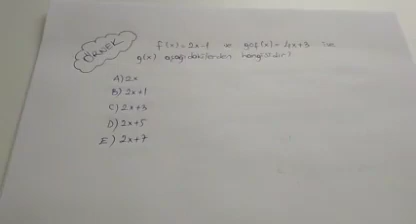 ÖRNEK
f(x)=2x-1 ve gof(x)=4x+3 ise
g(x) aşağıdakilerden hangisidir?
A) 2x
B) 2x+1
C) 2x+3
D) 2x+5
E) 2x+7